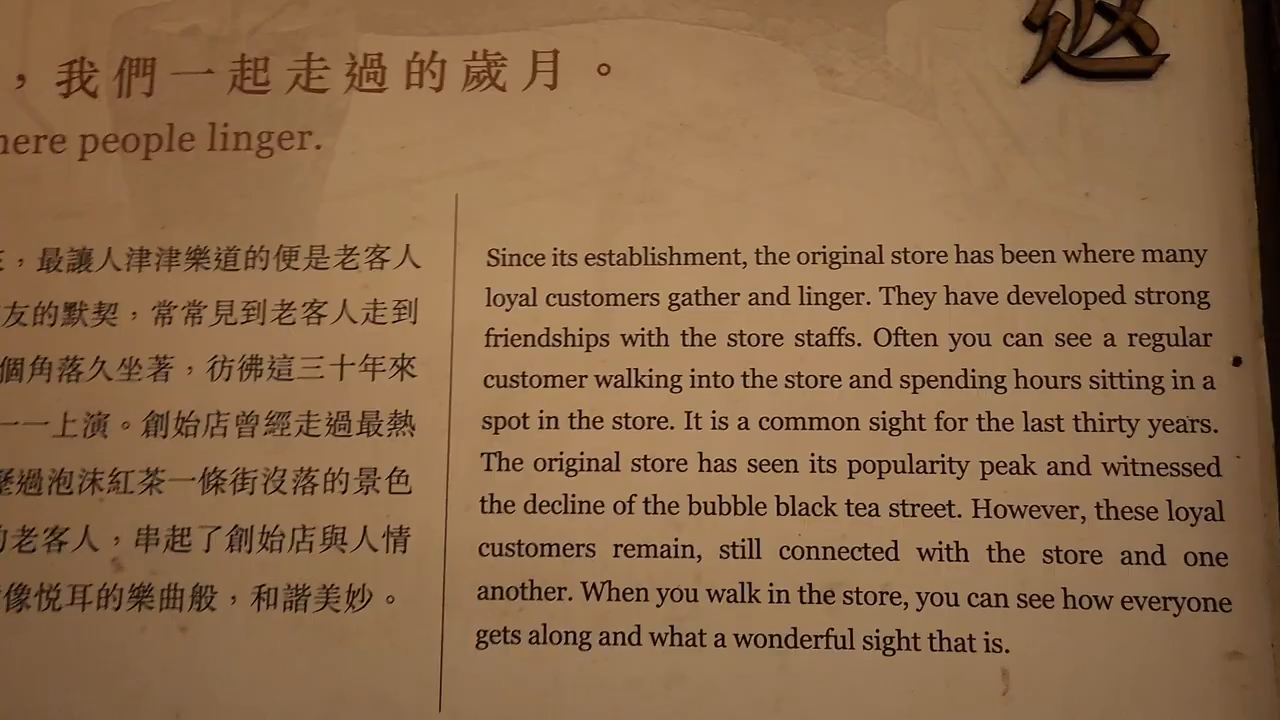 返
，我們一起走過的歲月。
here people linger.
，最讓人津津樂道的便是老客人
友的默契，常常見到老客人走到
個角落久坐著，彷彿這三十年來
一一上演。創始店曾經走過最熱
歷過泡沫紅茶一條街沒落的景色
的老客人，串起了創始店與人情
像悅耳的樂曲般，和諧美妙。
Since its establishment, the original store has been where many
loyal customers gather and linger. They have developed strong
friendships with the store staffs. Often you can see a regular
customer walking into the store and spending hours sitting in a
spot in the store. It is a common sight for the last thirty years.
The original store has seen its popularity peak and witnessed
the decline of the bubble black tea street. However, these loyal
customers remain, still connected with the store and one
another. When you walk in the store, you can see how everyone
gets along and what a wonderful sight that is.